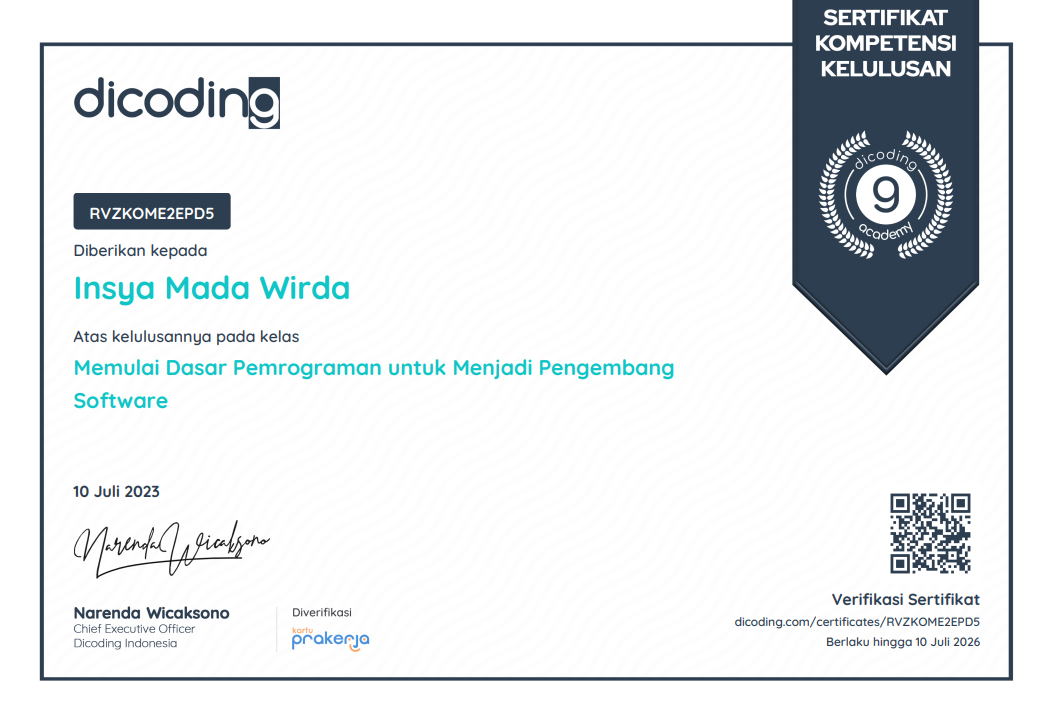 SERTIFIKAT
KOMPETENSI
KELULUSAN
dicoding
dicoding
9
academy
RVZKOME2EPD5
Diberikan kepada
Insya Mada Wirda
Atas kelulusannya pada kelas
Memulai Dasar Pemrograman untuk Menjadi Pengembang
Software
10 Juli 2023
Narenda Wicaksono
Narenda Wicaksono
Chief Executive Officer
Dicoding Indonesia
Diverifikasi
kartu
prakerja
Verifikasi Sertifikat
dicoding.com/certificates/RVZKOME2EPD5
Berlaku hingga 10 Juli 2026